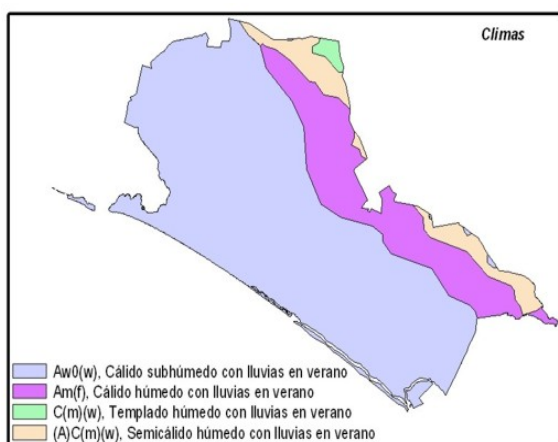 Climas
Aw0(w), Cálido subhúmedo con lluvias en verano
Am(f), Cálido húmedo con lluvias en verano
C(m)(w), Templado húmedo con lluvias en verano
(A)C(m)(w), Semicálido húmedo con lluvias en verano